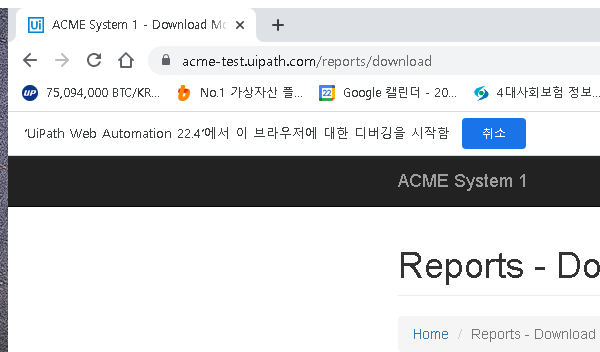 Ui ACME System 1 - Download Mo
acme-test.uipath.com/reports/download
UP 75,094,000 BTC/KR... No.1 가상자산 플... 22 Google 캘린더 - 20... 4대사회보험 정보...
'UiPath Web Automation 22.4'에서 이 브라우저에 대한 디버깅을 시작함 취소
ACME System 1
Reports - Do
Home / Reports - Download